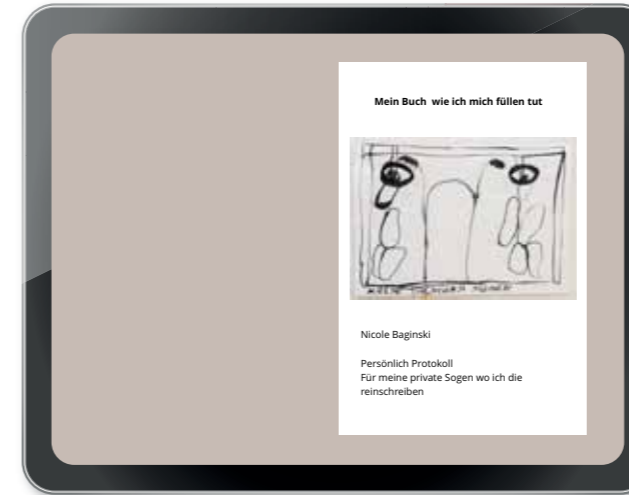 Mein Buch  wie ich mich füllen tut
Nicole Baginski
Persönlich Protokoll
Für meine private Sogen wo ich die
reinschreiben